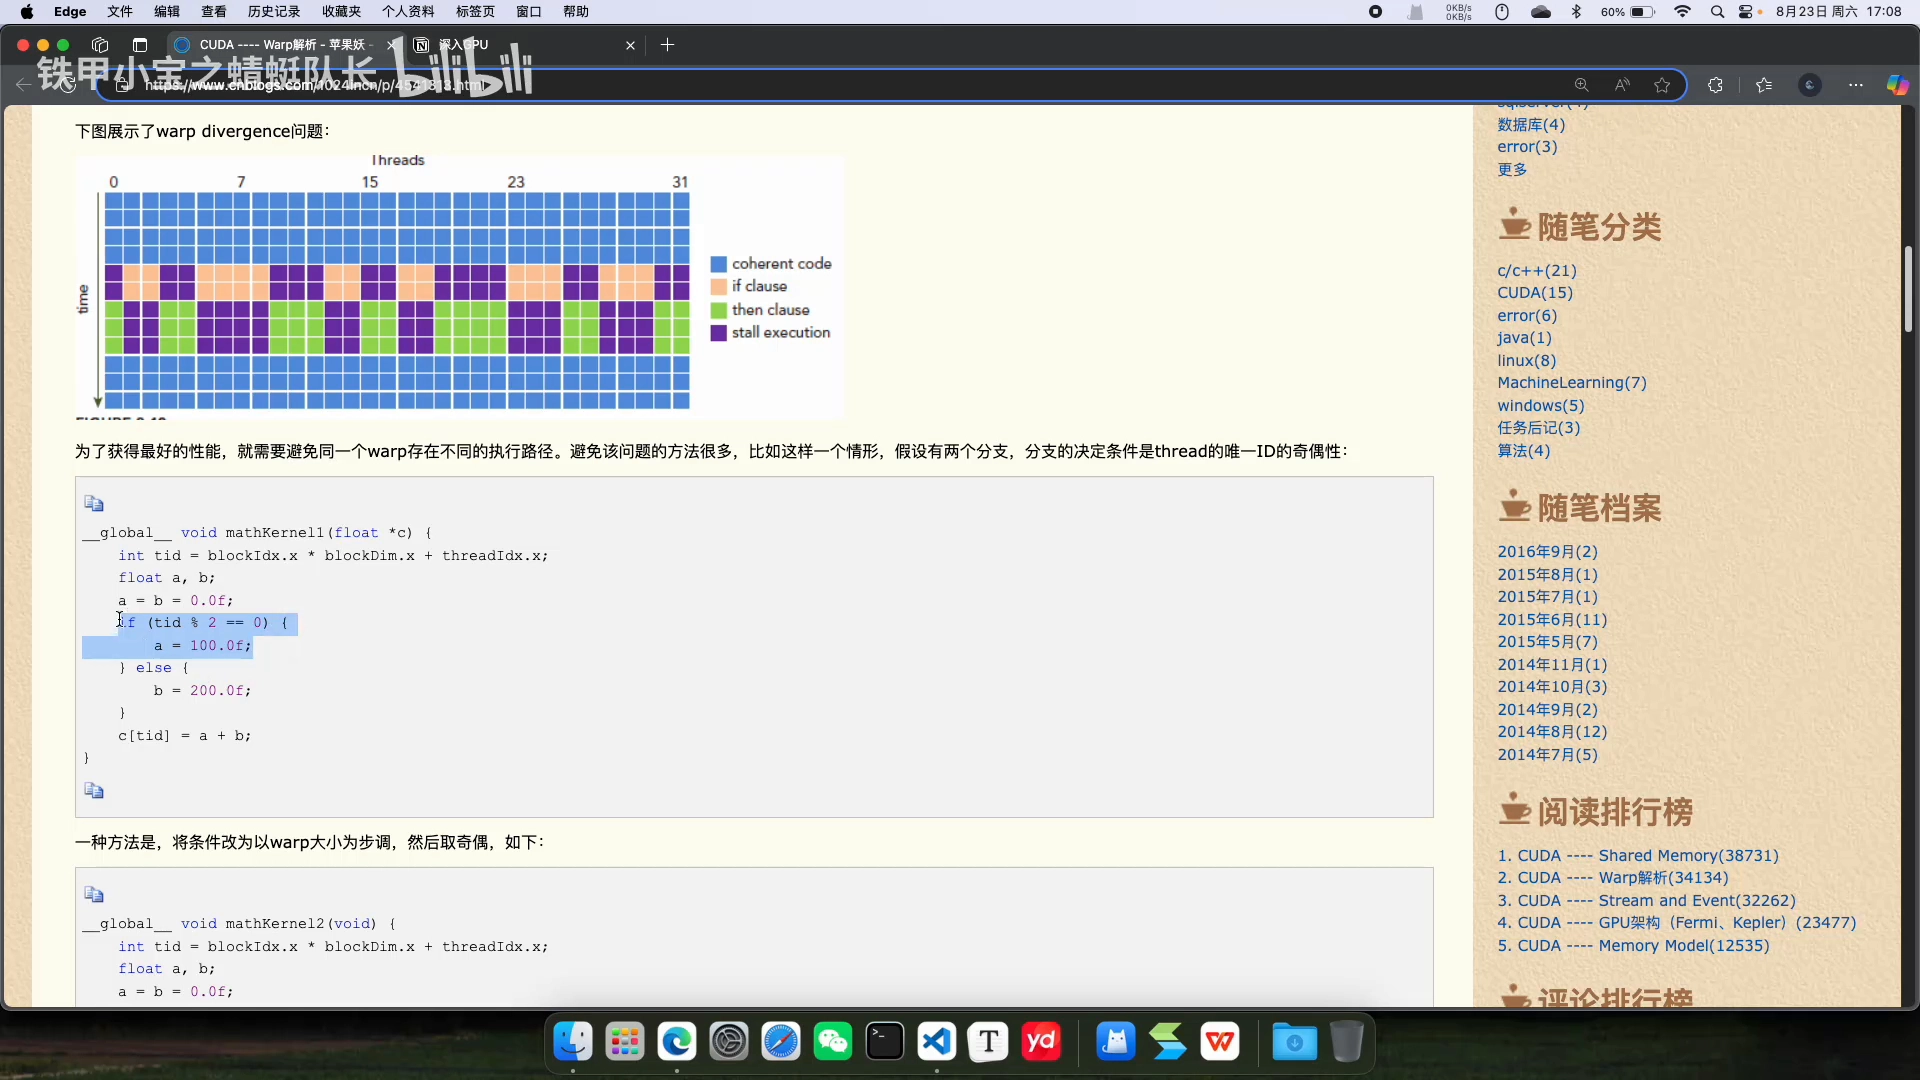 Edge 文件 编辑 查看 历史记录 收藏夹 个人资料 标签页 窗口 帮助
0KB/s
0KB/s
60%
8月23日 周六 17:08
CUDA ---- Warp解析 - 苹果妖 -
深入GPU
铁甲小宝之蜻蜓队长 bilibili
https://www.cnblogs.com/1024incn/p/4541313.html
下图展示了warp divergence问题：
Threads
0 7 15 23 31
time
coherent code
if clause
then clause
stall execution
为了获得最好的性能，就需要避免同一个warp存在不同的执行路径。避免该问题的方法很多，比如这样一个情形，假设有两个分支，分支的决定条件是thread的唯一ID的奇偶性：
__global__ void mathKernel1(float *c) {
int tid = blockIdx.x * blockDim.x + threadIdx.x;
float a, b;
a = b = 0.0f;
if (tid % 2 == 0) {
a = 100.0f;
} else {
b = 200.0f;
}
c[tid] = a + b;
}
一种方法是，将条件改为以warp大小为步调，然后取奇偶，如下：
__global__ void mathKernel2(void) {
int tid = blockIdx.x * blockDim.x + threadIdx.x;
float a, b;
a = b = 0.0f;
数据库(4)
error(3)
更多
随笔分类
c/c++(21)
CUDA(15)
error(6)
java(1)
linux(8)
MachineLearning(7)
windows(5)
任务后记(3)
算法(4)
随笔档案
2016年9月(2)
2015年8月(1)
2015年7月(1)
2015年6月(11)
2015年5月(7)
2014年11月(1)
2014年10月(3)
2014年9月(2)
2014年8月(12)
2014年7月(5)
阅读排行榜
1. CUDA ---- Shared Memory(38731)
2. CUDA ---- Warp解析(34134)
3. CUDA ---- Stream and Event(32262)
4. CUDA ---- GPU架构（Fermi、Kepler）(23477)
5. CUDA ---- Memory Model(12535)
评论排行榜
T
yd
W